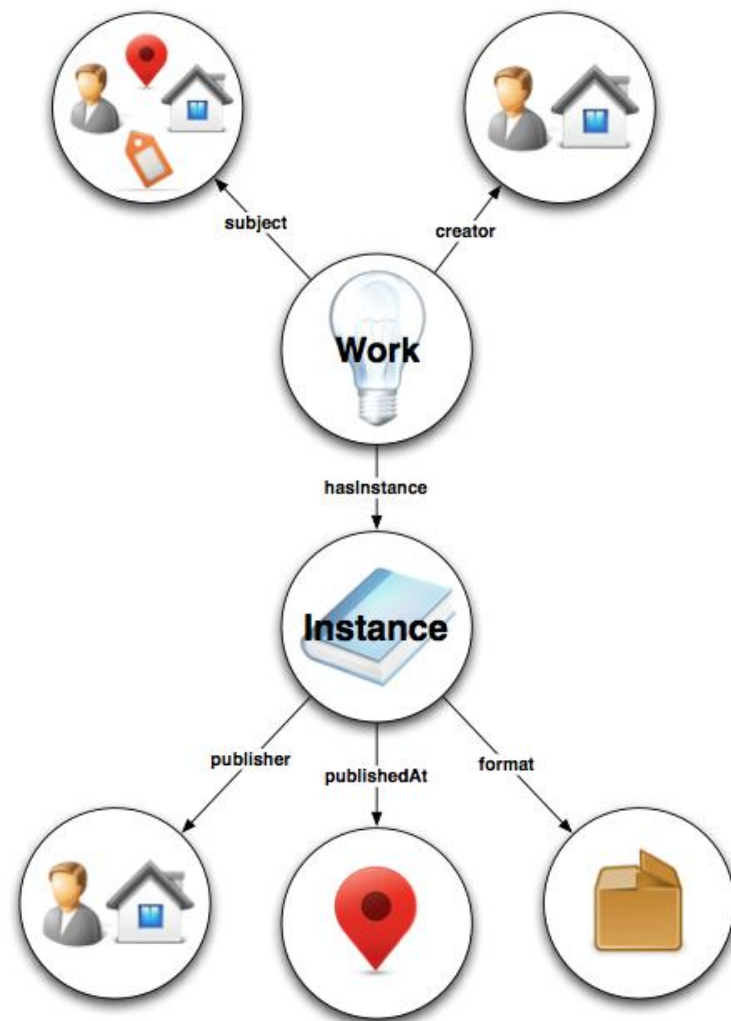 subject
creator
Work
hasInstance
Instance
publisher
publishedAt
format